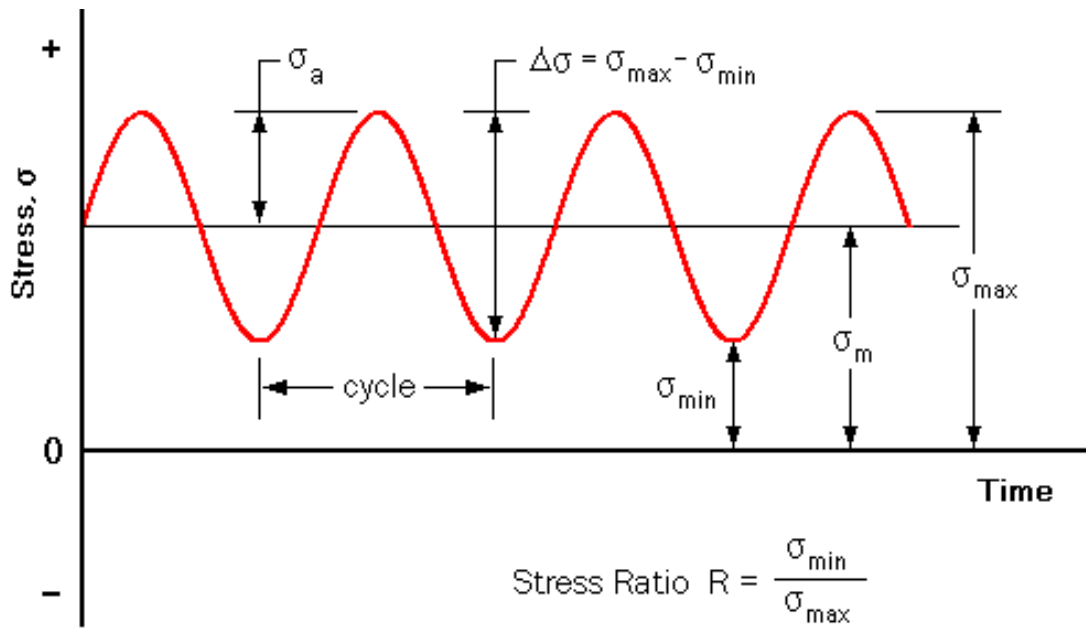 +
σa
Δσ = σmax - σmin
Stress, σ
σmax
σm
cycle
σmin
0
Time
Stress Ratio R = σmin
σmax
−